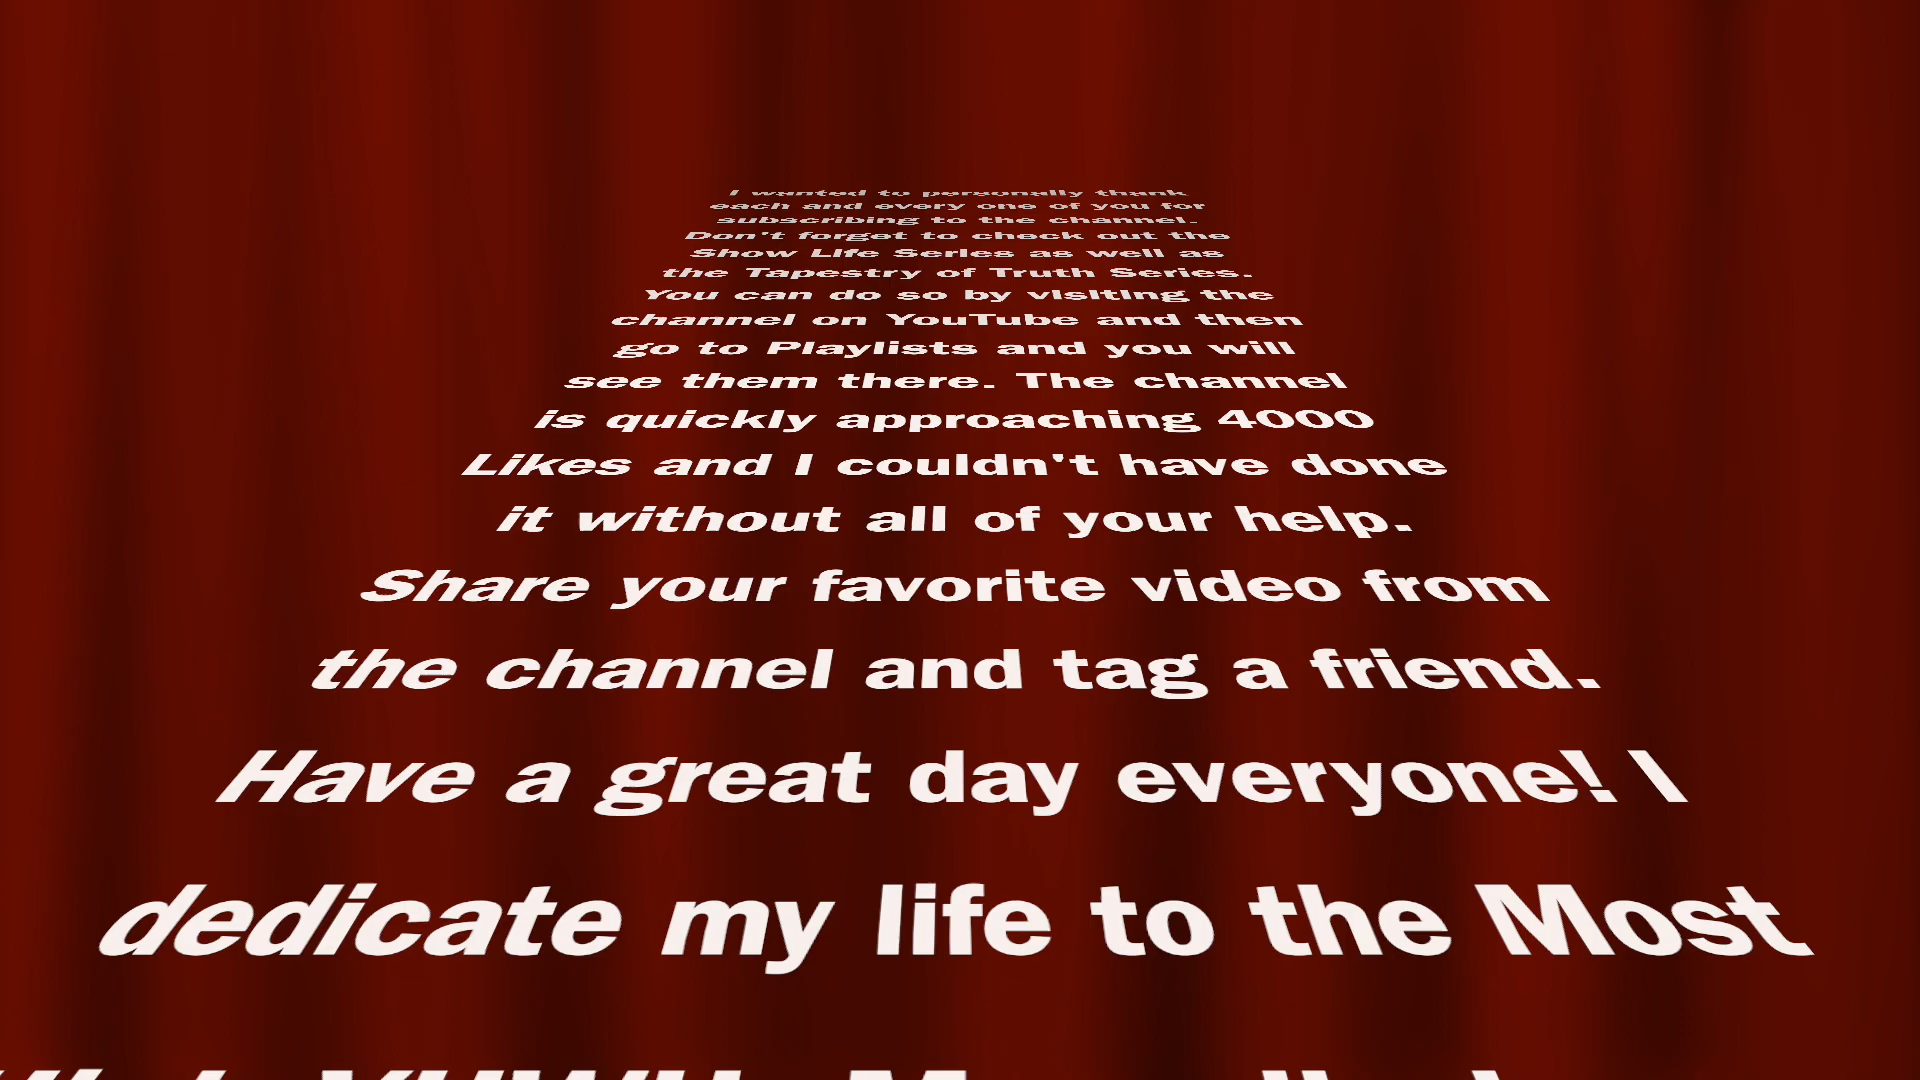 I wanted to personally thank
each and every one of you for
subscribing to the channel.
Don't forget to check out the
Show Life Series as well as
the Tapestry of Truth Series.
You can do so by visiting the
channel on YouTube and then
go to Playlists and you will
see them there. The channel
is quickly approaching 4000
Likes and I couldn't have done
it without all of your help.
Share your favorite video from
the channel and tag a friend.
Have a great day everyone! I
dedicate my life to the Most